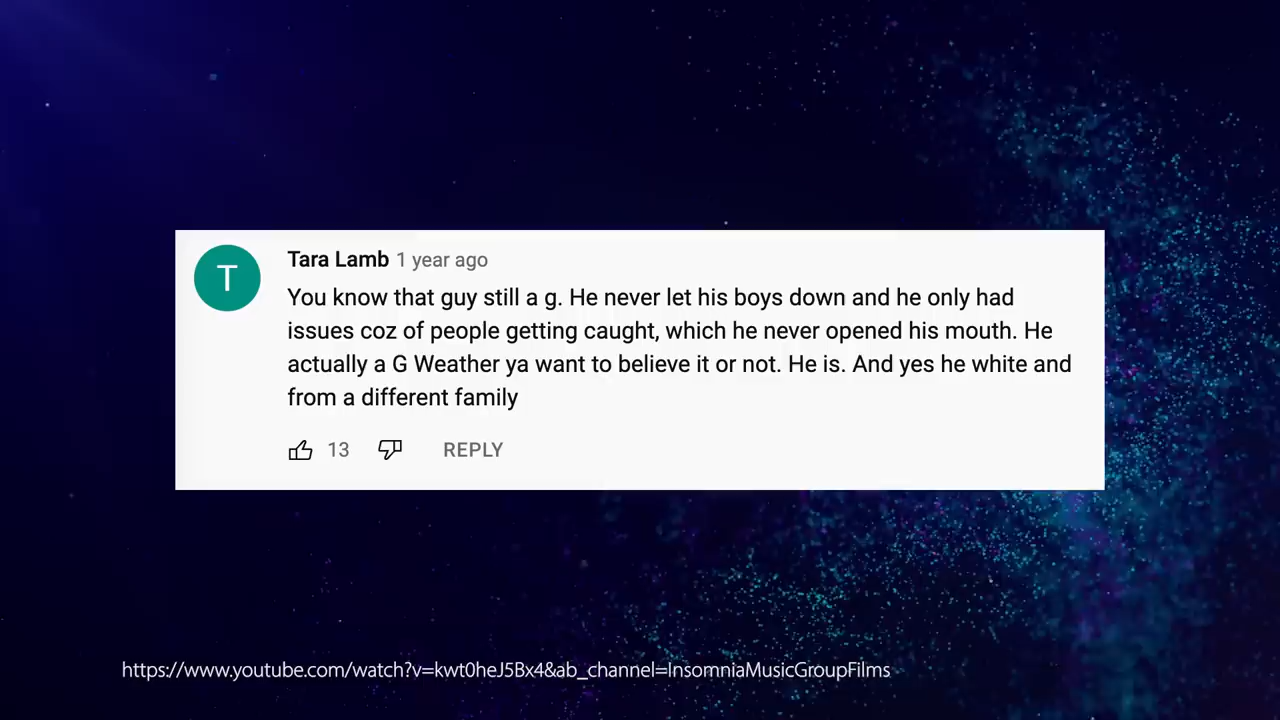 T
Tara Lamb 1 year ago
You know that guy still a g. He never let his boys down and he only had
issues coz of people getting caught, which he never opened his mouth. He
actually a G Weather ya want to believe it or not. He is. And yes he white and
from a different family
13 REPLY
https://www.youtube.com/watch?v=kwt0heJ5Bx4&ab_channel=InsomniaMusicGroupFilms